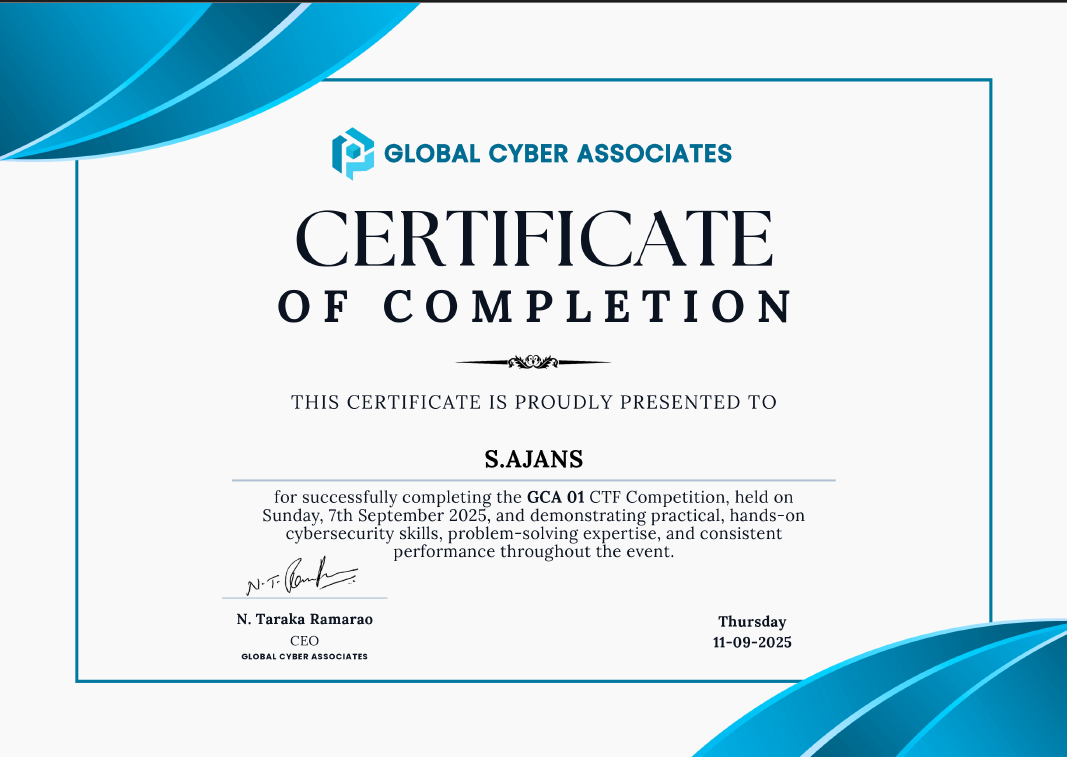 GLOBAL CYBER ASSOCIATES
CERTIFICATE
OF COMPLETION
THIS CERTIFICATE IS PROUDLY PRESENTED TO
S.AJANS
for successfully completing the GCA 01 CTF Competition, held on
Sunday, 7th September 2025, and demonstrating practical, hands-on
cybersecurity skills, problem-solving expertise, and consistent
performance throughout the event.
N. Taraka Ramarao
CEO
GLOBAL CYBER ASSOCIATES
Thursday
11-09-2025